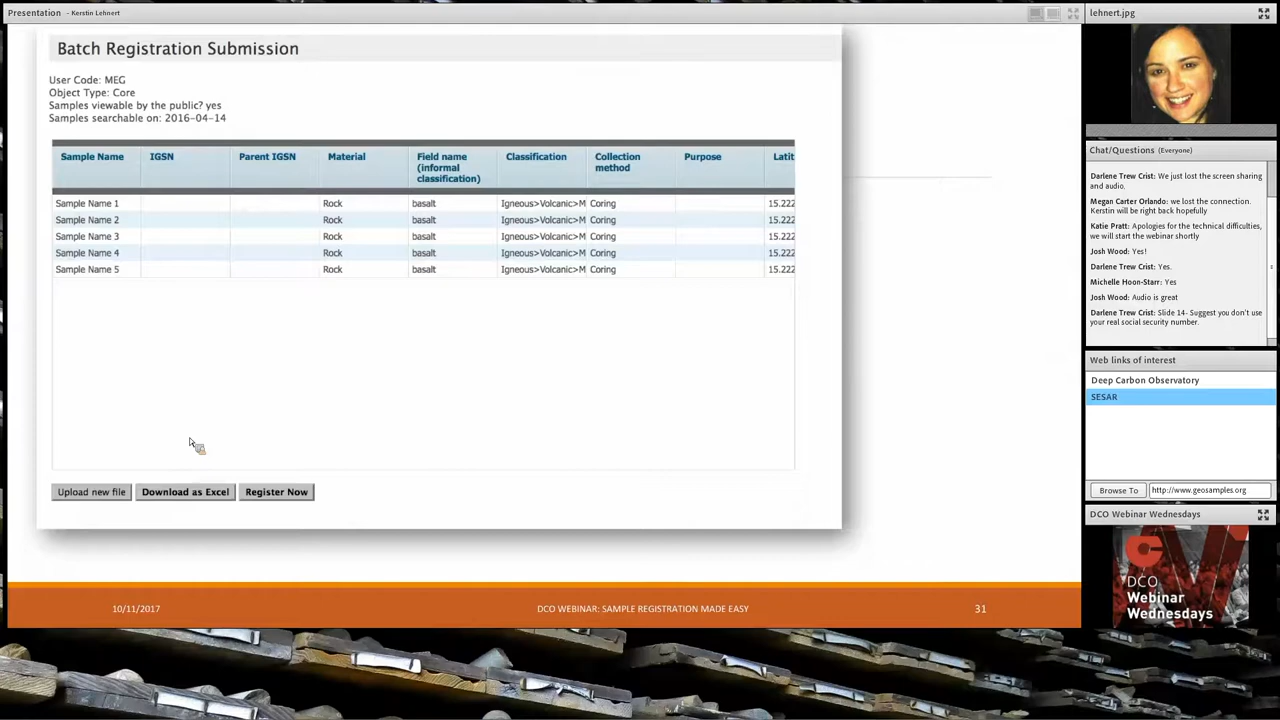 Presentation - Kerstin Lehnert
Batch Registration Submission
User Code: MEG
Object Type: Core
Samples viewable by the public? yes
Samples searchable on: 2016-04-14
Sample Name IGSN Parent IGSN Material Field name (informal classification) Classification Collection method Purpose Latit
Sample Name 1 Rock basalt Igneous>Volcanic>M Coring 15.222
Sample Name 2 Rock basalt Igneous>Volcanic>M Coring 15.222
Sample Name 3 Rock basalt Igneous>Volcanic>M Coring 15.222
Sample Name 4 Rock basalt Igneous>Volcanic>M Coring 15.222
Sample Name 5 Rock basalt Igneous>Volcanic>M Coring 15.222
Upload new file Download as Excel Register Now
10/11/2017 DCO WEBINAR: SAMPLE REGISTRATION MADE EASY 31
lehnert.jpg
Chat/Questions (Everyone)
Darlene Trew Crist: We just lost the screen sharing
and audio.
Megan Carter Orlando: we lost the connection.
Kerstin will be right back hopefully
Katie Pratt: Apologies for the technical difficulties,
we will start the webinar shortly
Josh Wood: Yes!
Darlene Trew Crist: Yes.
Michelle Hoon-Starr: Yes
Josh Wood: Audio is great
Darlene Trew Crist: Slide 14- Suggest you don't use
your real social security number.
Web links of interest
Deep Carbon Observatory
SESAR
Browse To http://www.geosamples.org
DCO Webinar Wednesdays
DCO
Webinar
Wednesdays